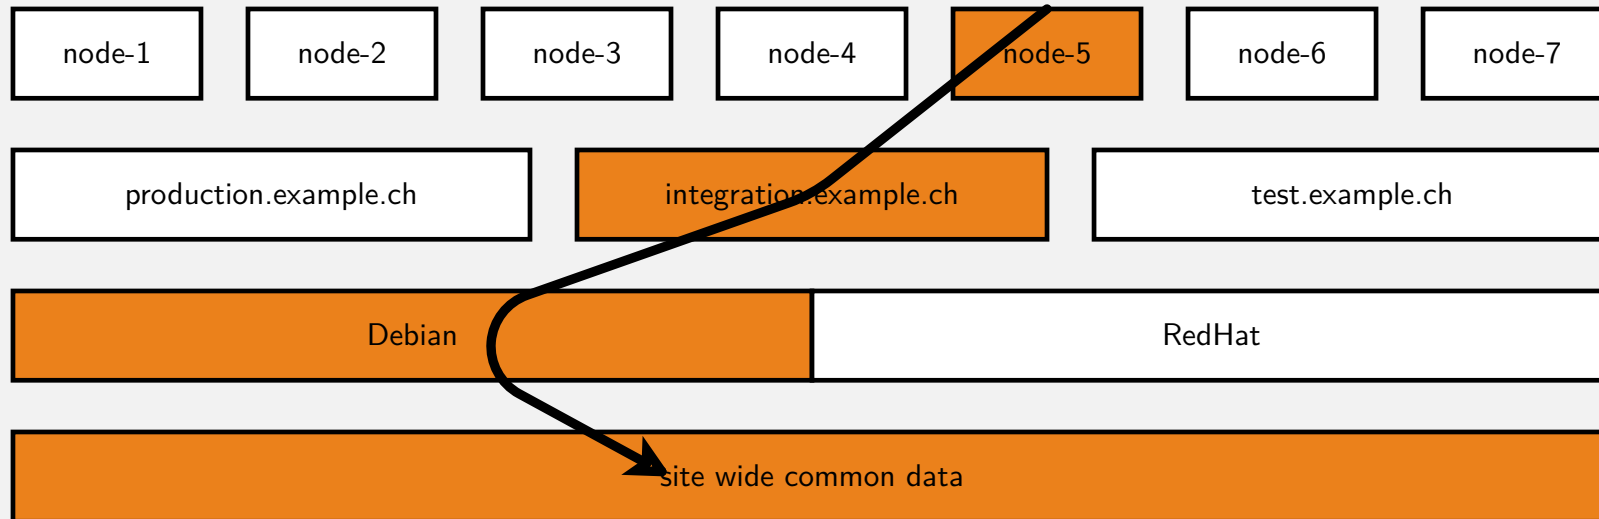 node-1 node-2 node-3 node-4 node-5 node-6 node-7
production.example.ch integration.example.ch test.example.ch
Debian RedHat
site wide common data